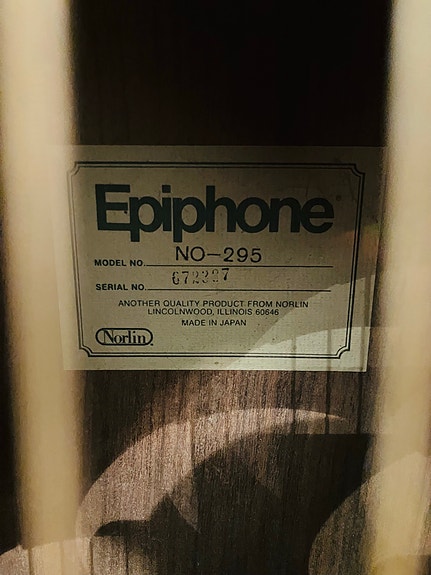 Epiphone®
MODEL NO. NO-295
SERIAL NO.
ANOTHER QUALITY PRODUCT FROM NORLIN
LINCOLNWOOD, ILLINOIS 60646
MADE IN JAPAN
Norlin